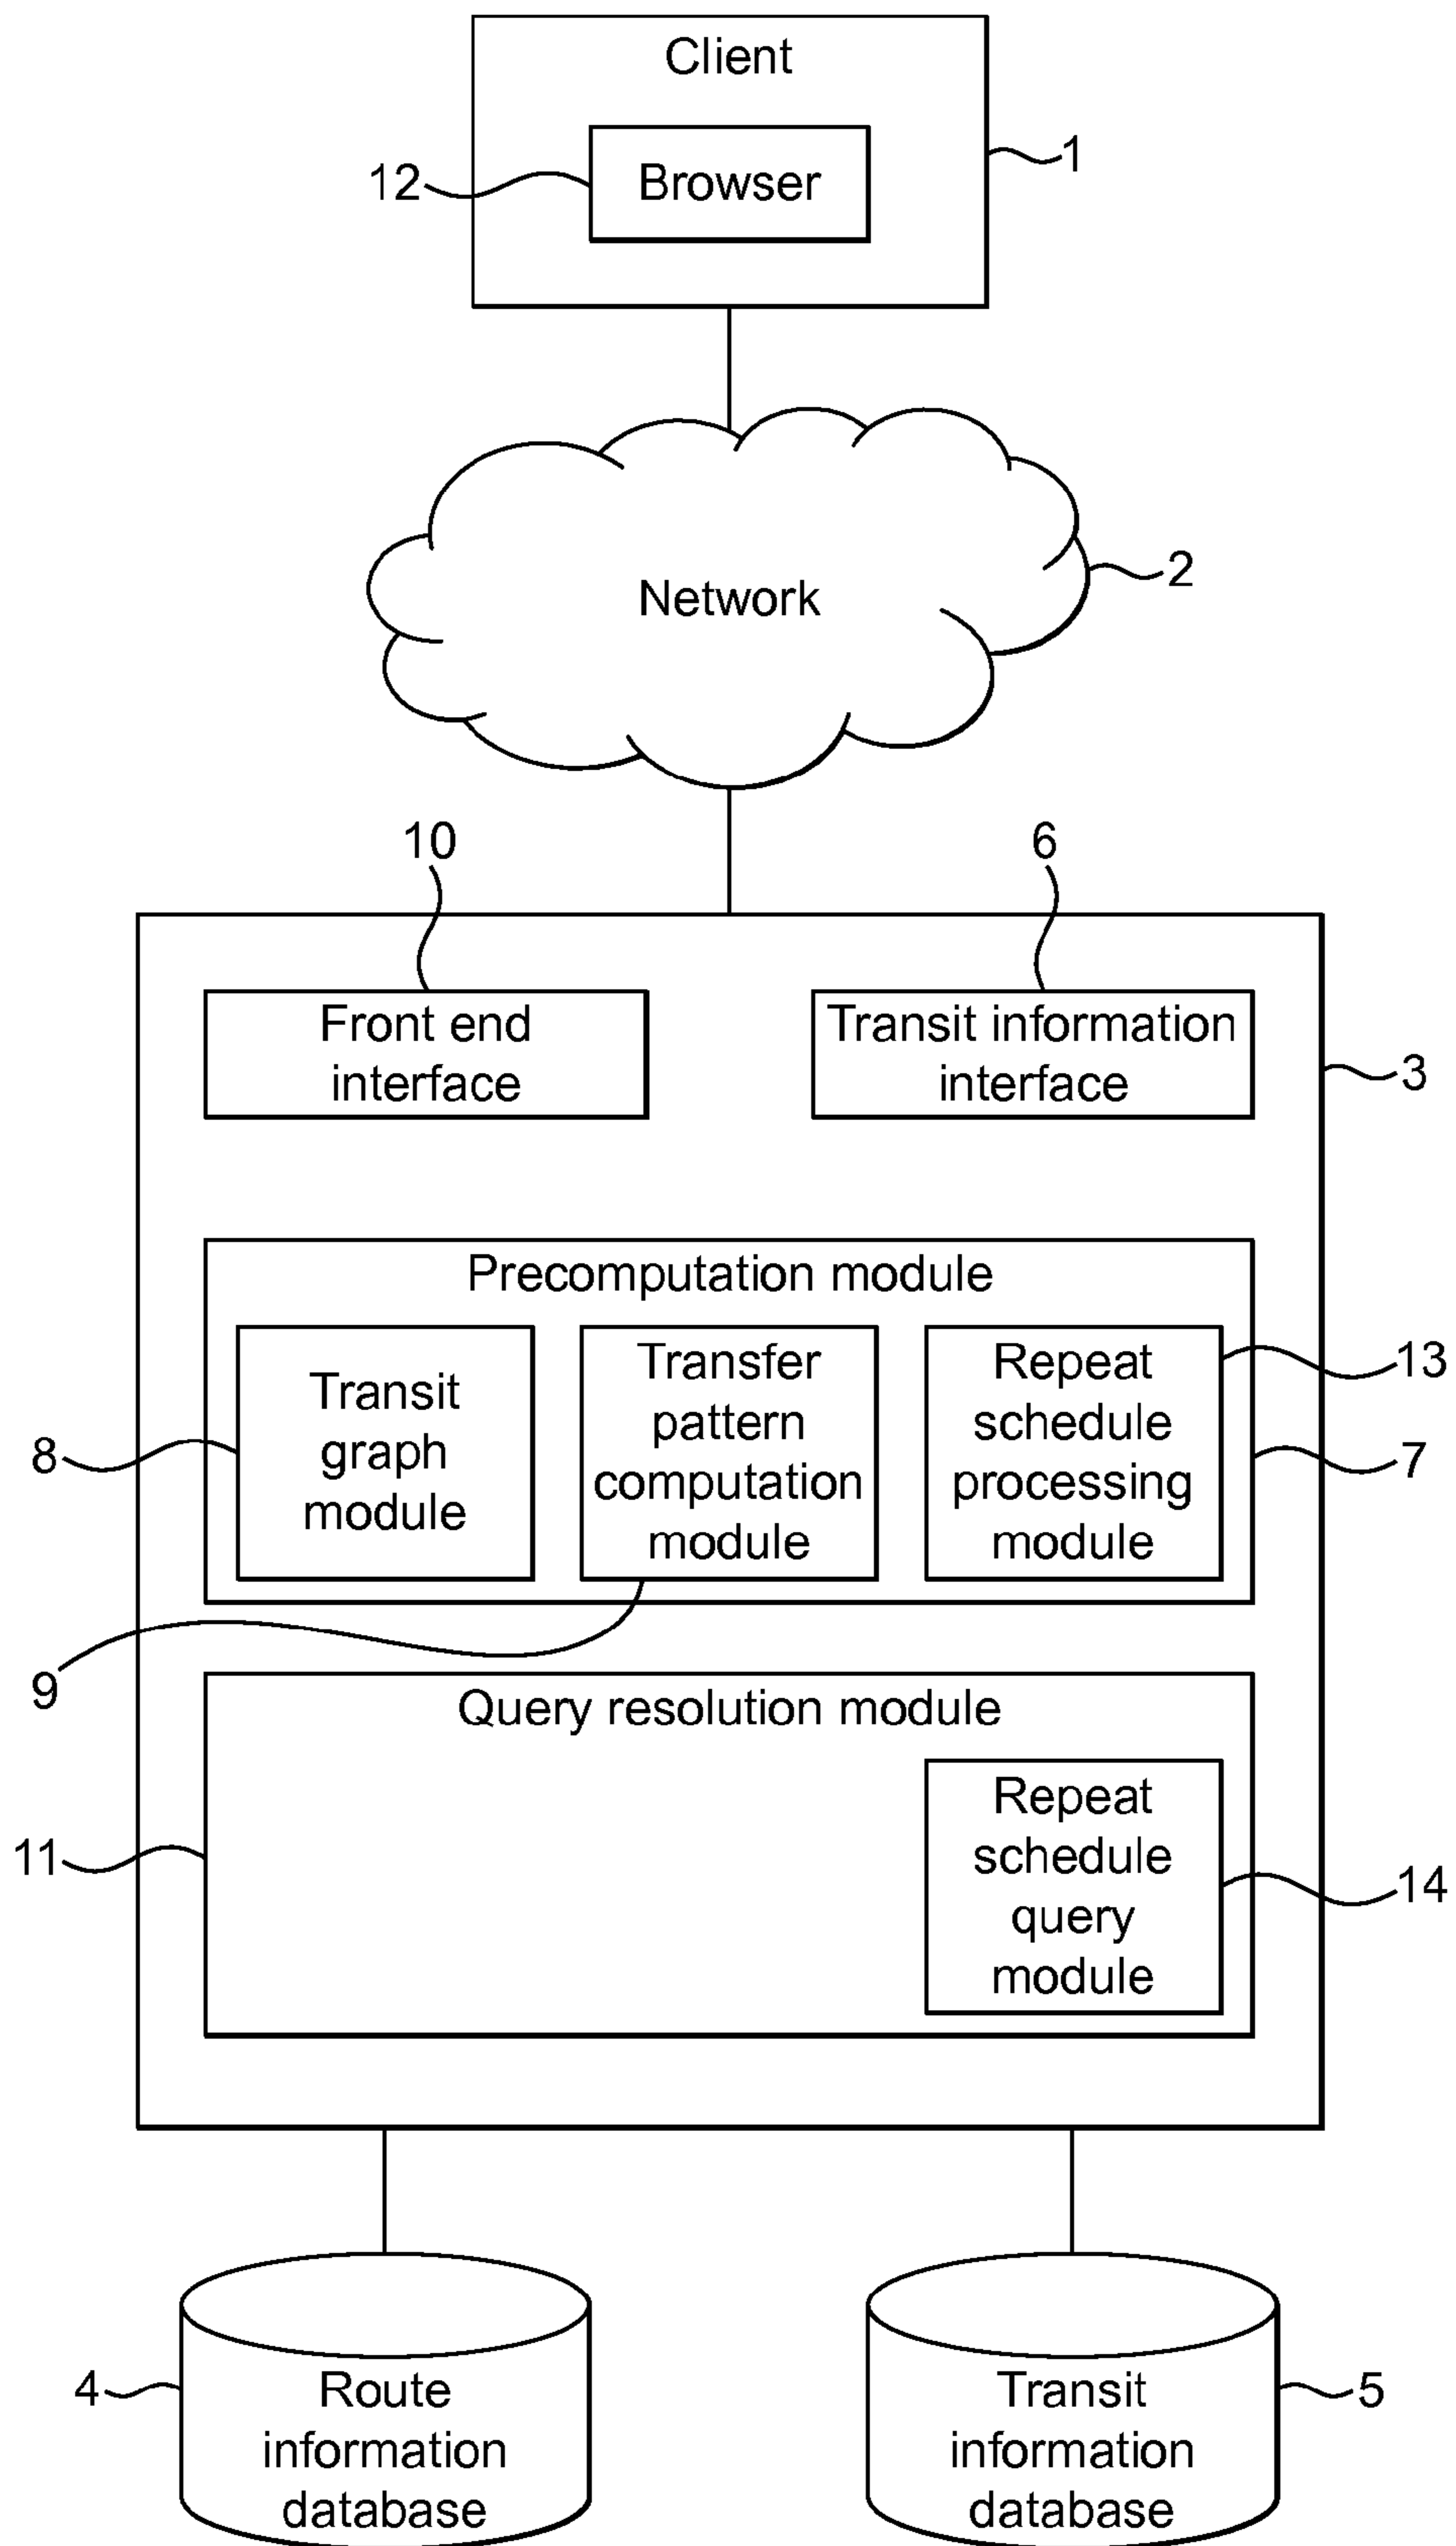 Client
1
12
Browser
Network
2
10
6
Front end
interface
Transit information
interface
3
Precomputation module
Transit
graph
module
Transfer
pattern
computation
module
Repeat
schedule
processing
module
13
8
7
9
Query resolution module
Repeat
schedule
query
module
11
14
4
Route
information
database
Transit
information
database
5